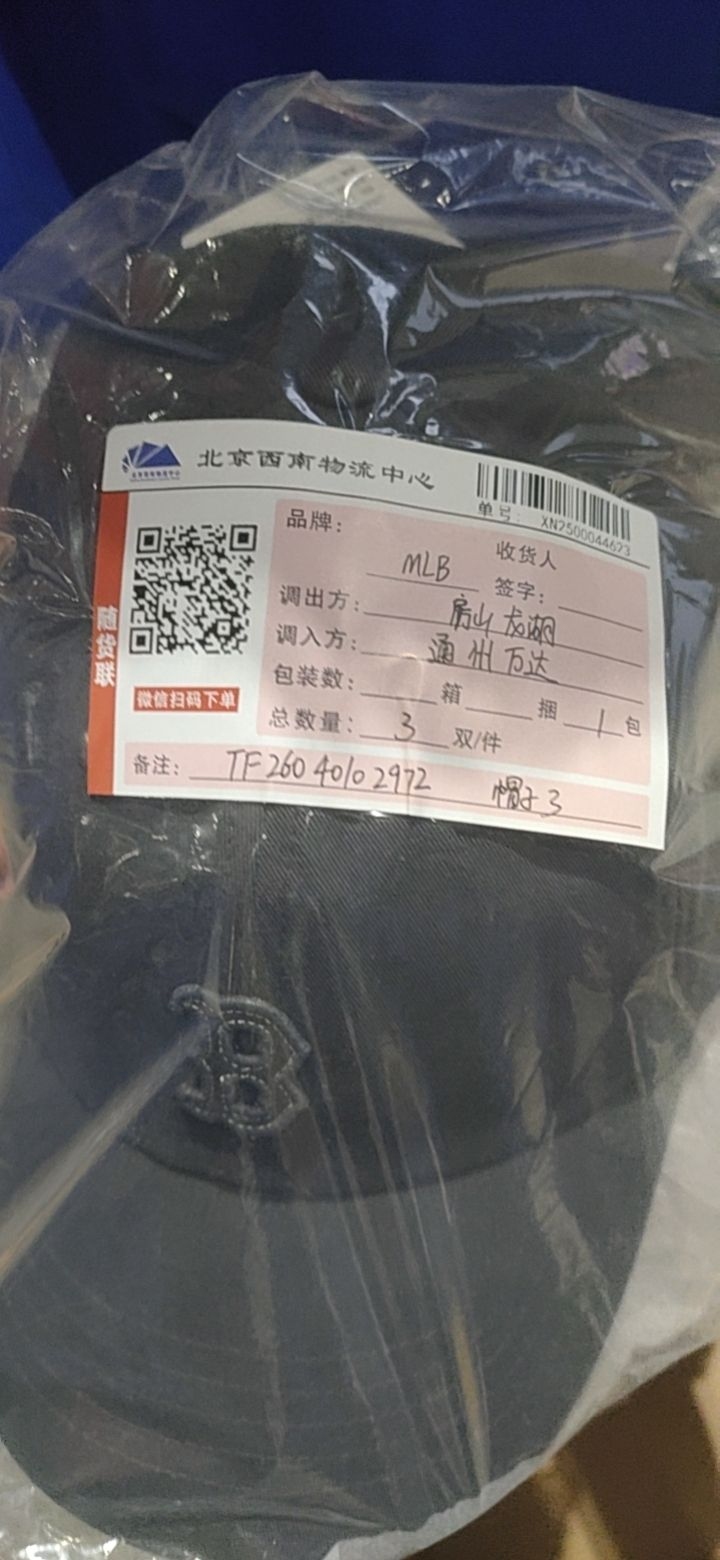 北京西南物流中心
单号: XN2500044623
品牌: MLB
收货人
签字:
调出方: 房山龙湖
调入方: 通州万达
包装数: 箱 捆 1 包
总数量: 3 双/件
随货联
微信扫码下单
备注: TF26040102972 帽子3
B